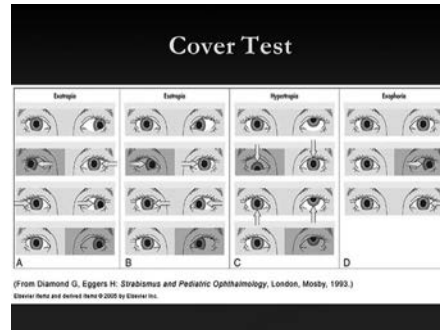 Cover Test
Exotropia
Esotropia
Hypertropia
Exophoria
A
B
C
D
(From Diamond G, Eggers H: Strabismus and Pediatric Ophthalmology, London, Mosby, 1993.)
Elsevier items and derived items © 2005 by Elsevier Inc.